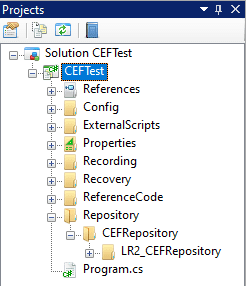 Projects
Solution CEFTest
CEFTest
References
Config
ExternalScripts
Properties
Recording
Recovery
ReferenceCode
Repository
CEFRepository
LR2_CEFRepository
Program.cs